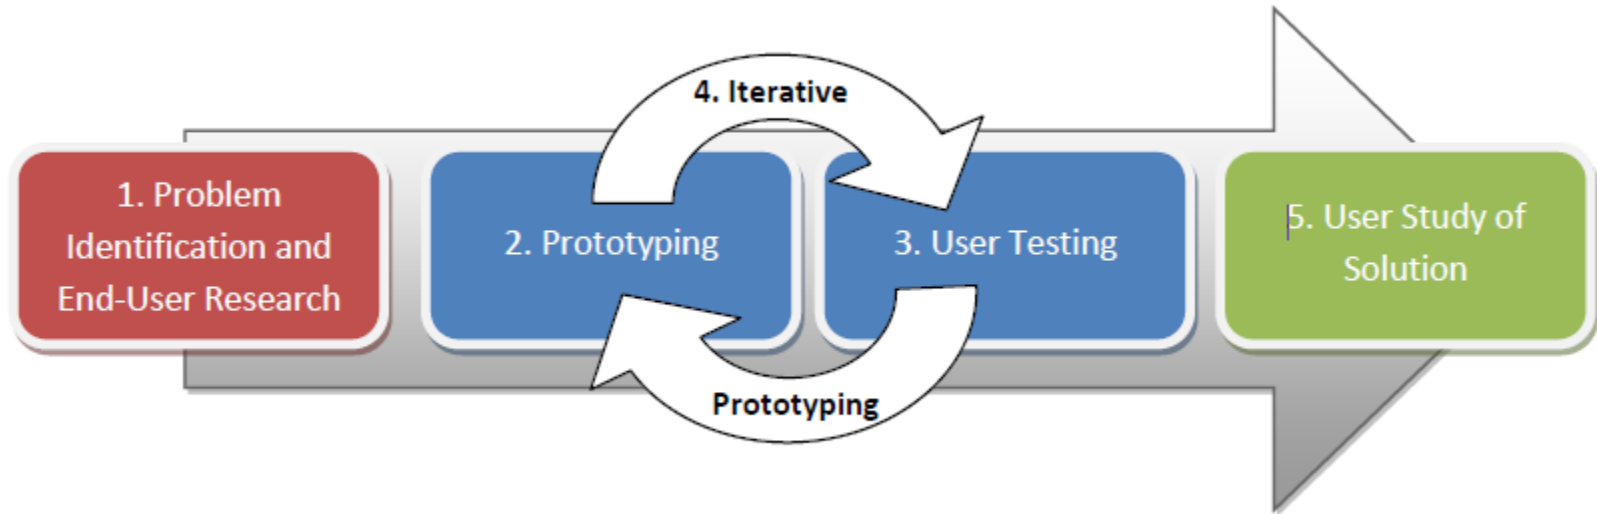 1. Problem
Identification and
End-User Research
2. Prototyping
4. Iterative
3. User Testing
Prototyping
5. User Study of
Solution